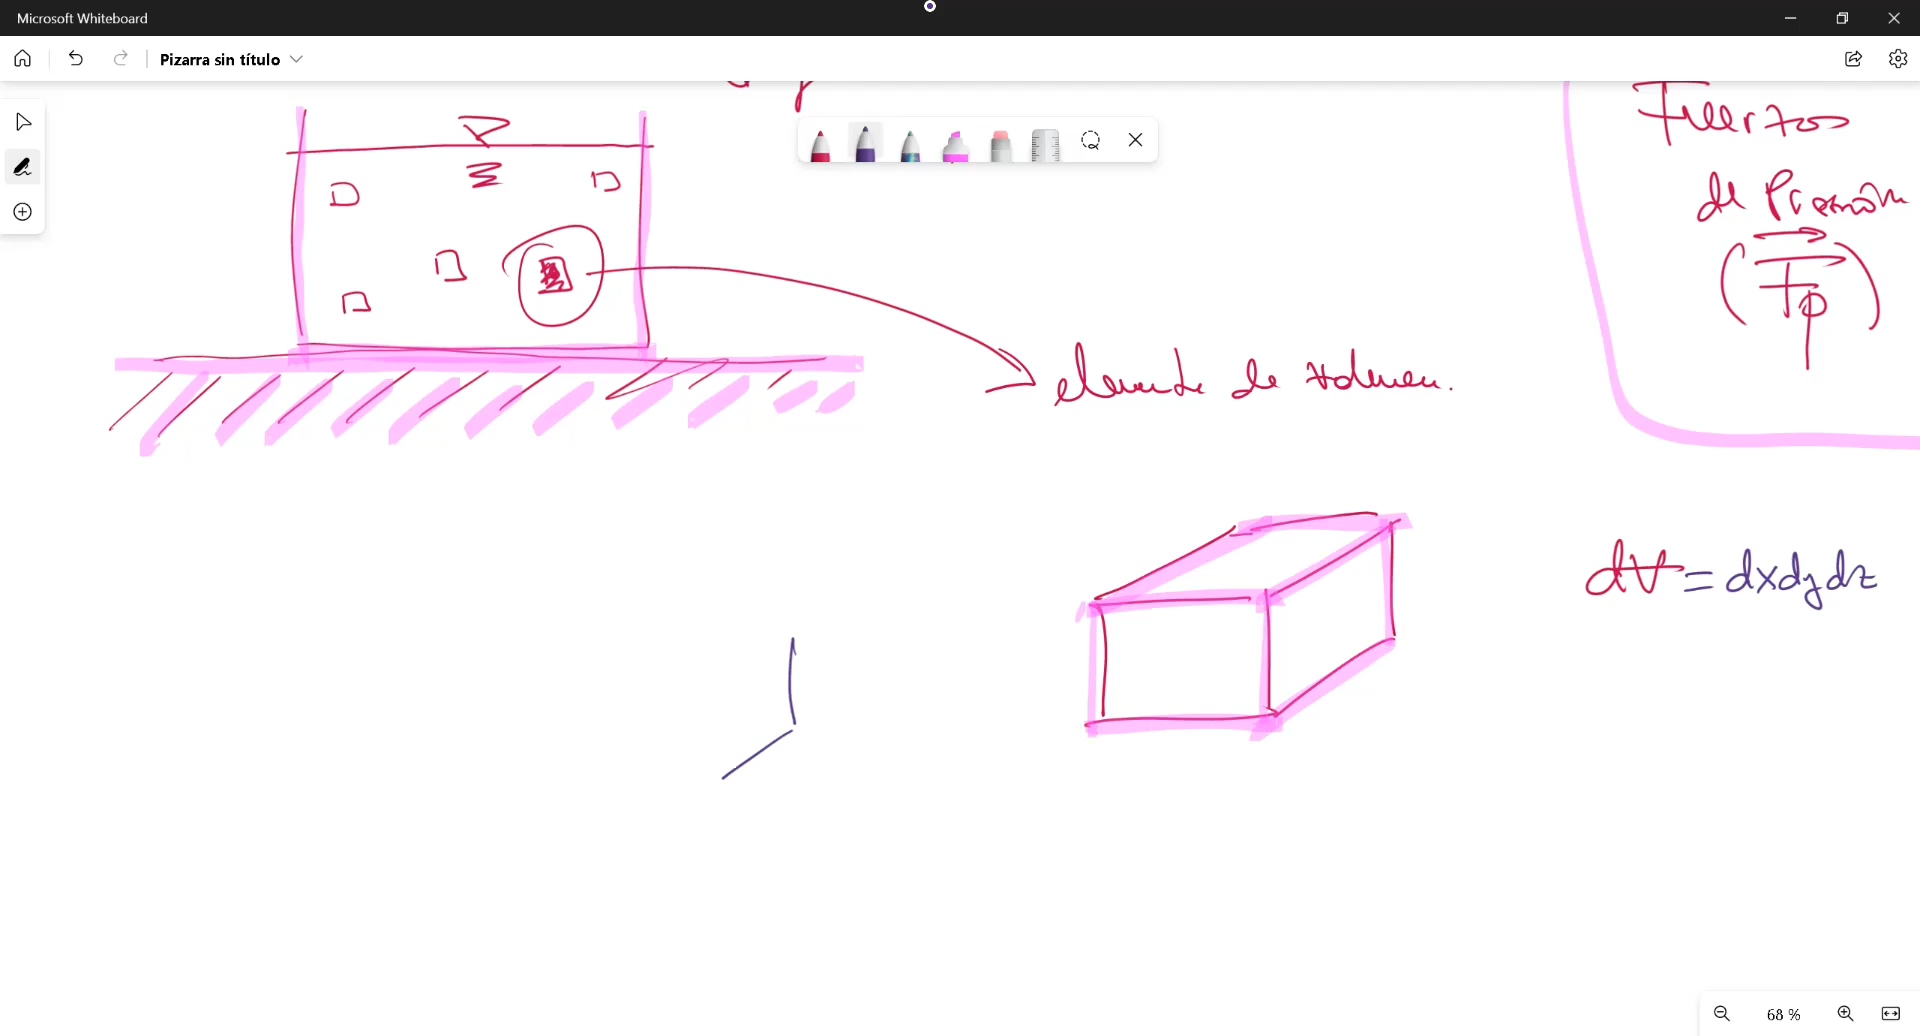 Microsoft Whiteboard
Pizarra sin título
Fuerzas
de Presión
(Fp)
elemento de volumen.
dV = dxdydz
68 %